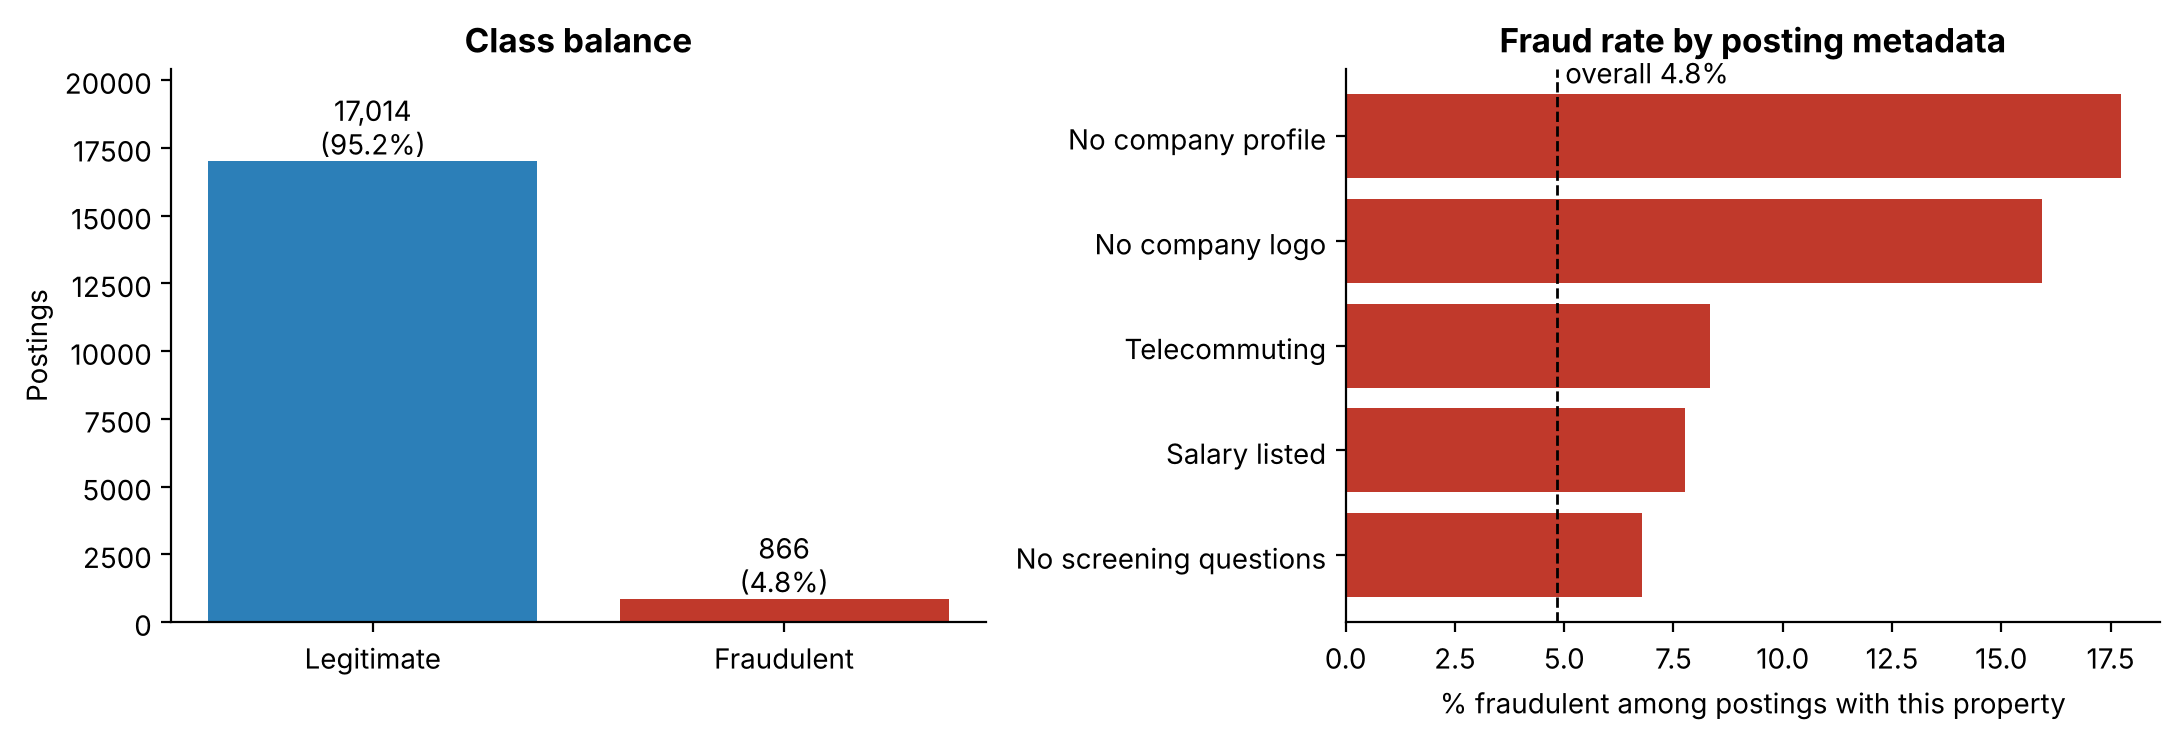 Class balance
20000
17500
15000
12500
10000
7500
5000
2500
0
Postings
17,014
(95.2%)
866
(4.8%)
Legitimate
Fraudulent
Fraud rate by posting metadata
overall 4.8%
No company profile
No company logo
Telecommuting
Salary listed
No screening questions
0.0
2.5
5.0
7.5
10.0
12.5
15.0
17.5
% fraudulent among postings with this property